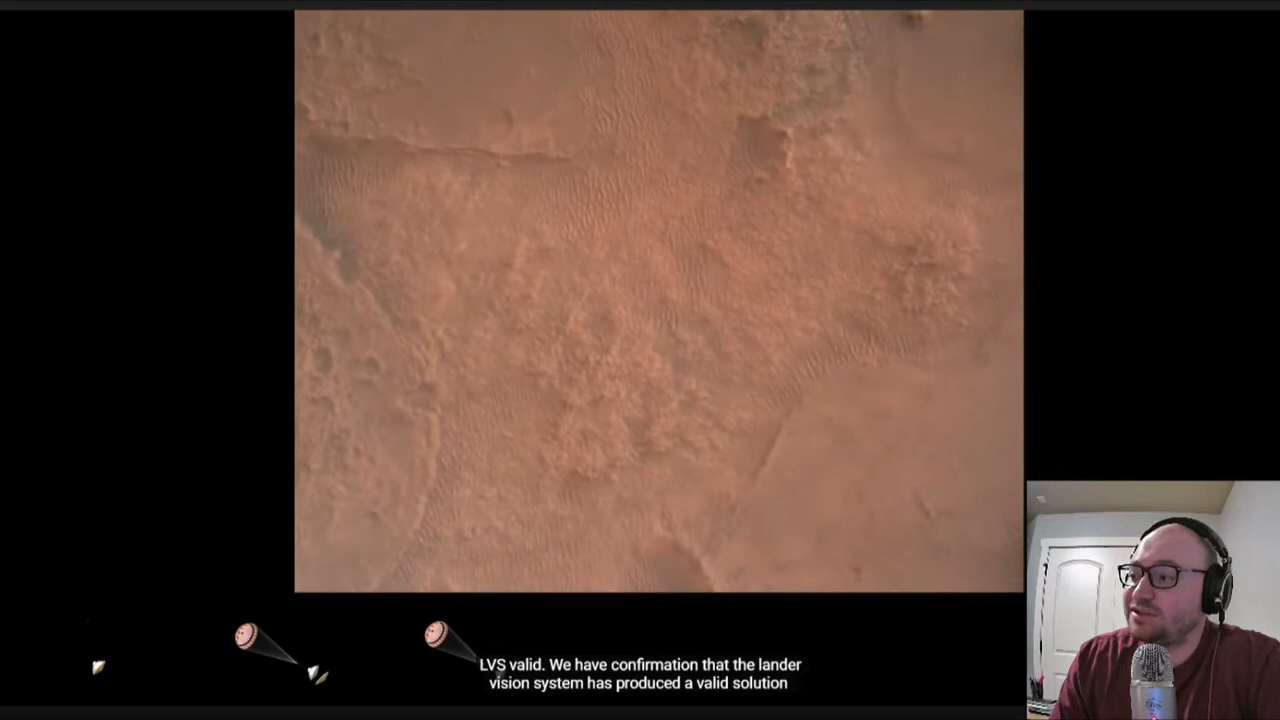 LVS valid. We have confirmation that the lander
vision system has produced a valid solution